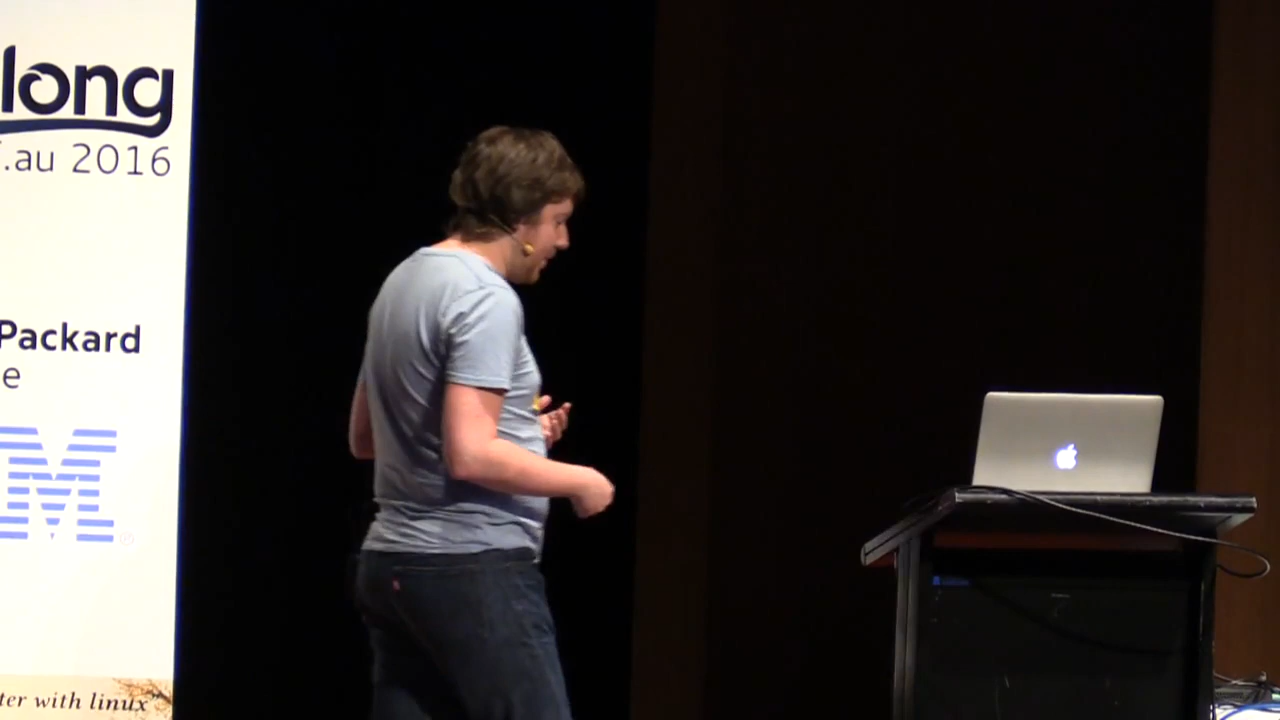 long
.au 2016
Packard
e
M
ter with linux"